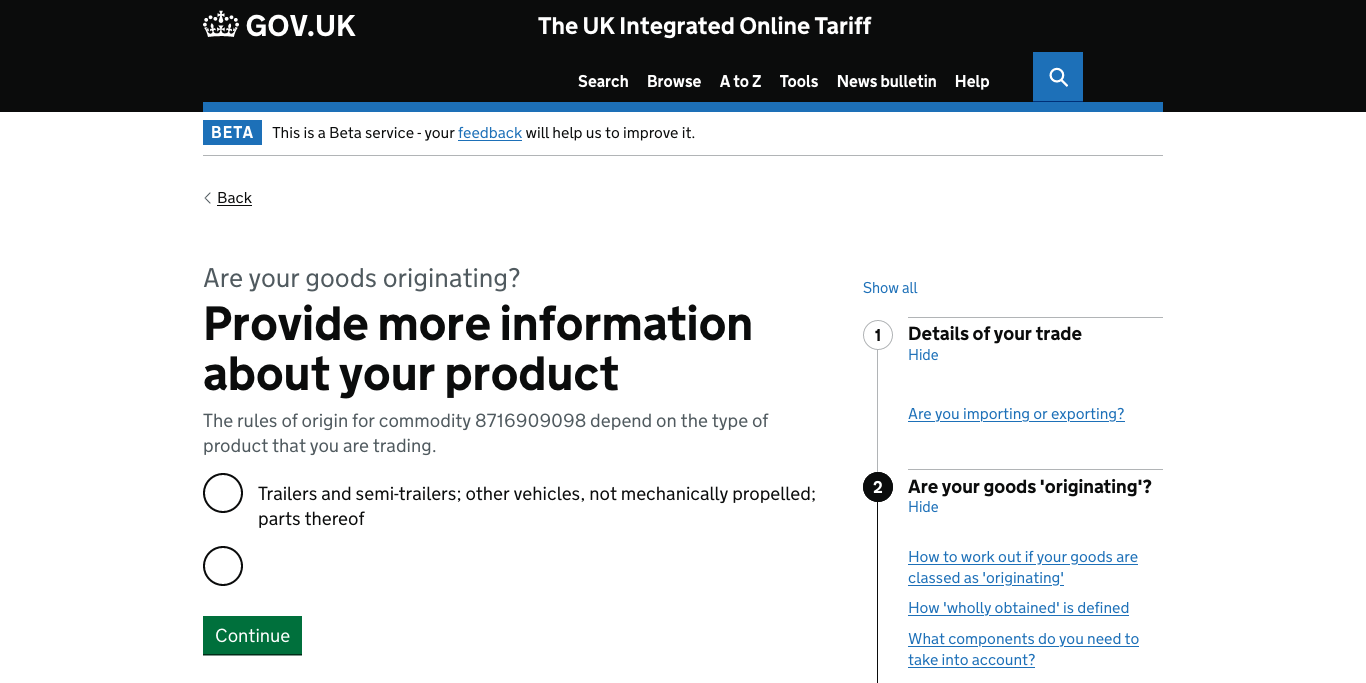 GOV.UK
The UK Integrated Online Tariff
Search Browse A to Z Tools News bulletin Help
BETA This is a Beta service - your feedback will help us to improve it.
Back
Are your goods originating?
Provide more information
about your product
The rules of origin for commodity 8716909098 depend on the type of
product that you are trading.
Trailers and semi-trailers; other vehicles, not mechanically propelled;
parts thereof
Continue
Show all
1 Details of your trade
Hide
Are you importing or exporting?
2 Are your goods 'originating'?
Hide
How to work out if your goods are
classed as 'originating'
How 'wholly obtained' is defined
What components do you need to
take into account?